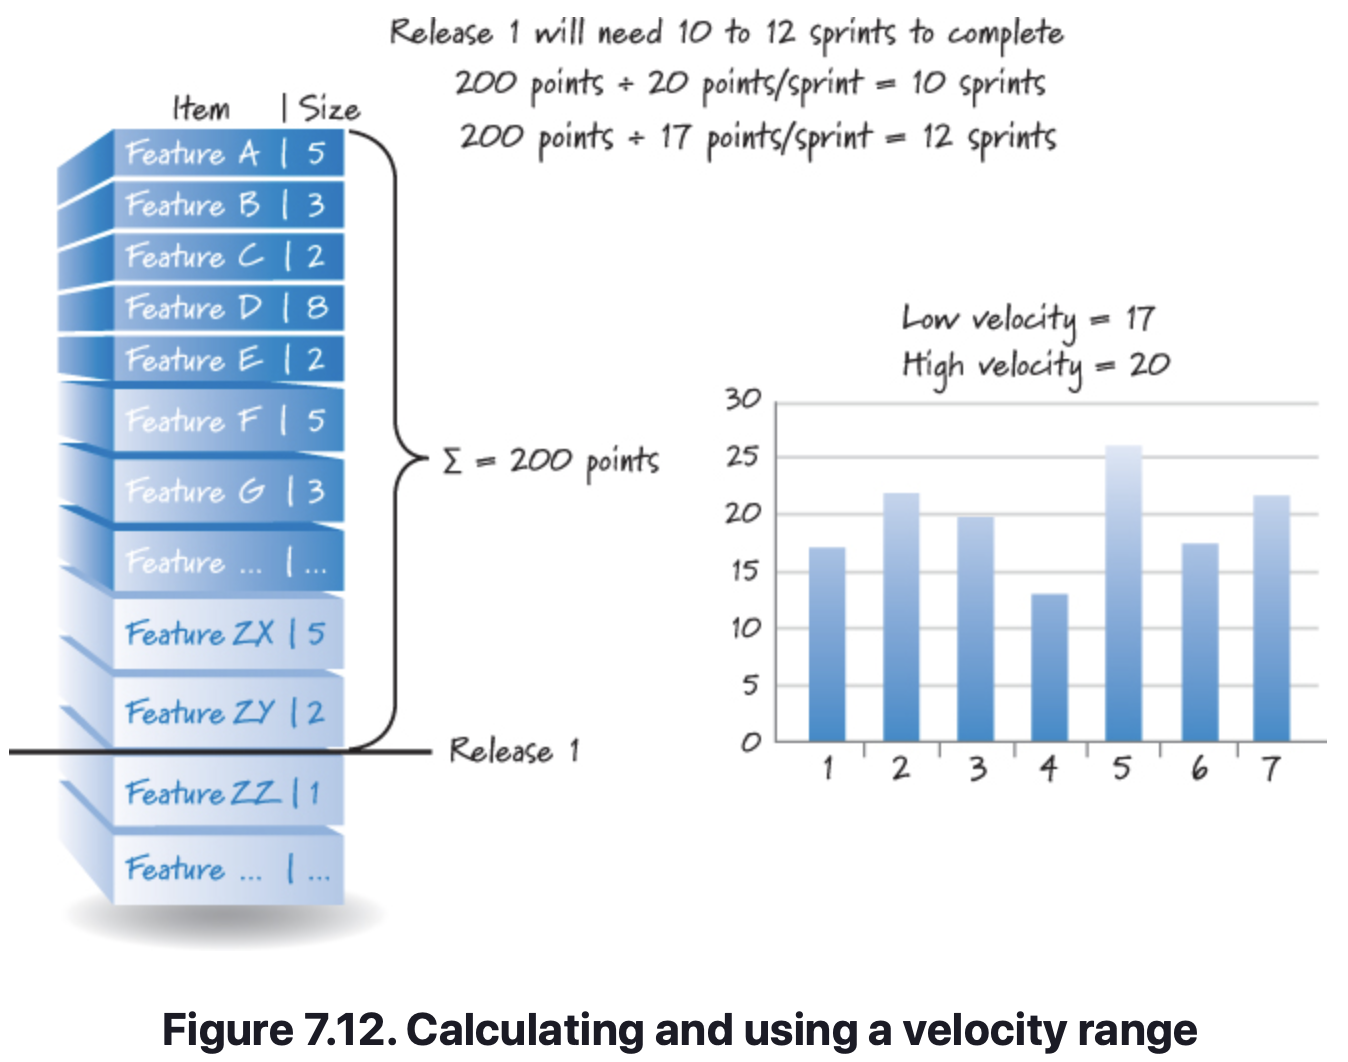 Release 1 will need 10 to 12 sprints to complete
200 points ÷ 20 points/sprint = 10 sprints
200 points ÷ 17 points/sprint = 12 sprints
Item | Size
Feature A | 5
Feature B | 3
Feature C | 2
Feature D | 8
Feature E | 2
Feature F | 5
Feature G | 3
Feature ... | ...
Feature ZX | 5
Feature ZY | 2
Σ = 200 points
Release 1
Feature ZZ | 1
Feature ... | ...
Low velocity = 17
High velocity = 20
30
25
20
15
10
5
0
1 2 3 4 5 6 7
Figure 7.12. Calculating and using a velocity range